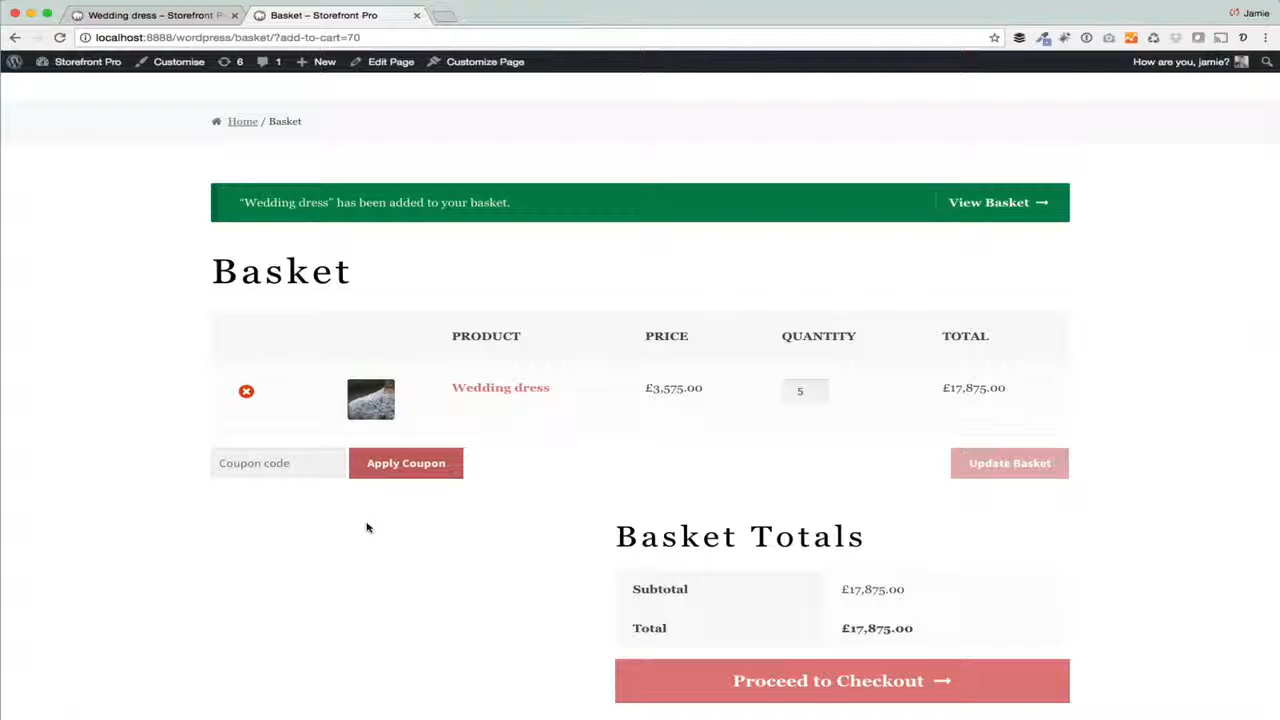 Wedding dress – Storefront P
Basket – Storefront Pro
Jamie
localhost:8888/wordpress/basket/?add-to-cart=70
Storefront Pro
Customise
6
1
New
Edit Page
Customize Page
How are you, jamie?
Home / Basket
“Wedding dress” has been added to your basket.
View Basket →
Basket
PRODUCT PRICE QUANTITY TOTAL
Wedding dress £3,575.00 5 £17,875.00
Coupon code
Apply Coupon
Update Basket
Basket Totals
Subtotal £17,875.00
Total £17,875.00
Proceed to Checkout →